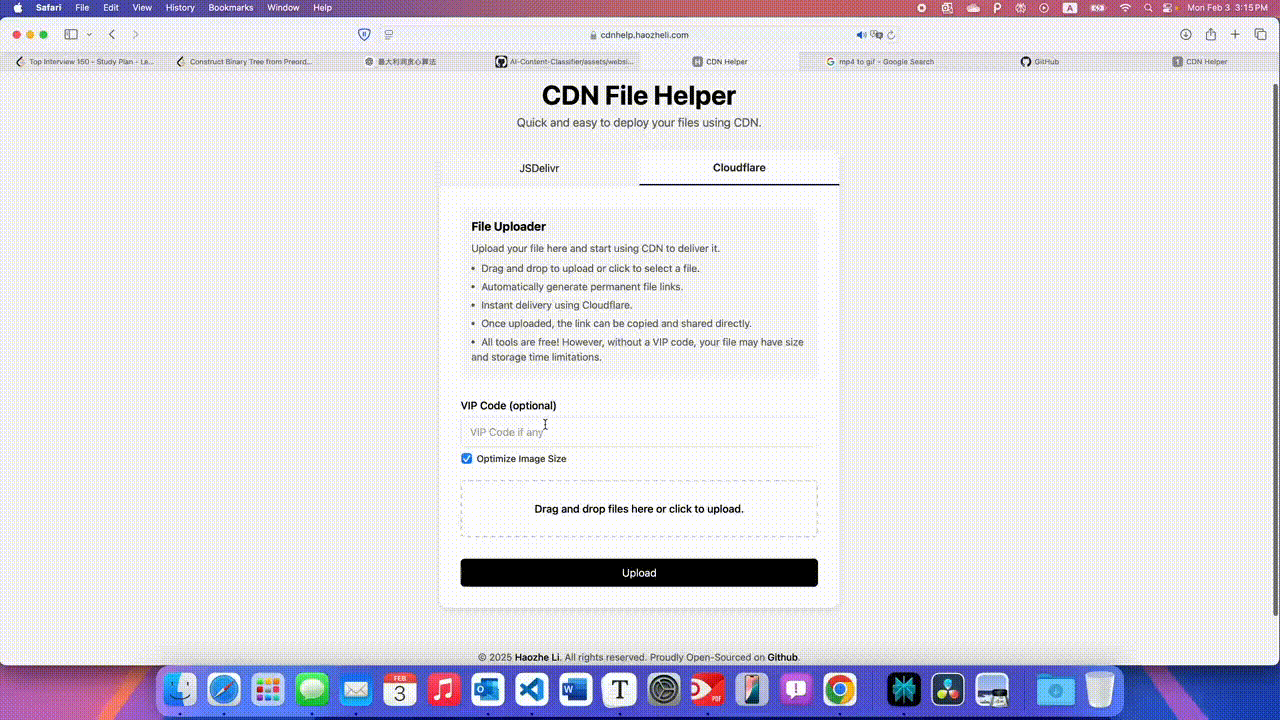 Safari File Edit View History Bookmarks Window Help Mon Feb 3 3:15 PM
cdnhelp.haozheli.com
Top Interview 150 - Study Plan - Le... Construct Binary Tree from Preord... 最大利润贪心算法 AI-Content-Classifier/assets/websi... CDN Helper mp4 to gif - Google Search GitHub CDN Helper
CDN File Helper
Quick and easy to deploy your files using CDN.
JSDelivr Cloudflare
File Uploader
Upload your file here and start using CDN to deliver it.
• Drag and drop to upload or click to select a file.
• Automatically generate permanent file links.
• Instant delivery using Cloudflare.
• Once uploaded, the link can be copied and shared directly.
• All tools are free! However, without a VIP code, your file may have size
and storage time limitations.
VIP Code (optional)
VIP Code if any
Optimize Image Size
Drag and drop files here or click to upload.
Upload
© 2025 Haozhe Li. All rights reserved. Proudly Open-Sourced on Github.
FEB
3